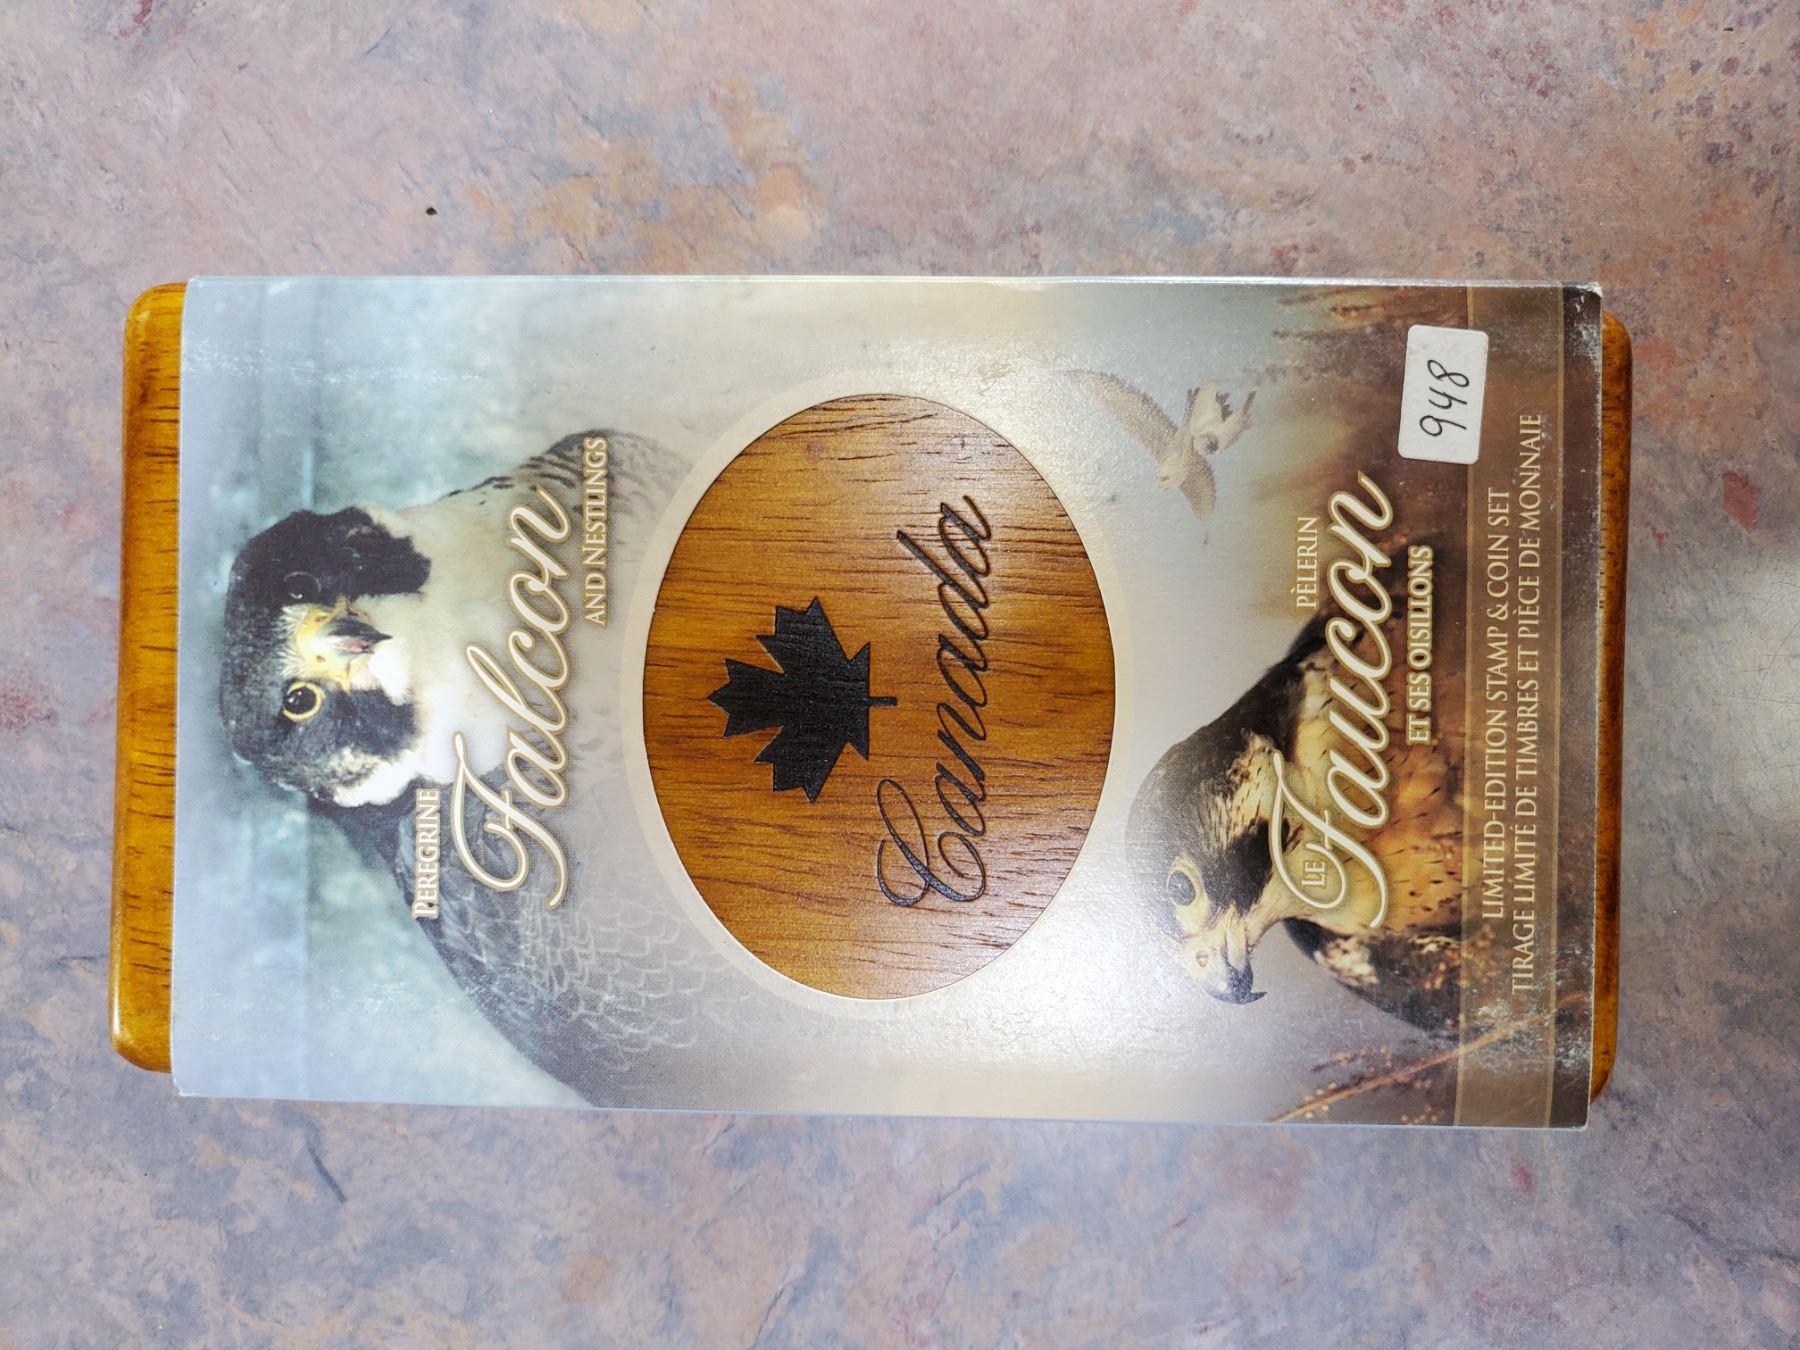 PEREGRINE
Falcon
AND NESTLINGS
Canada
PÈLERIN
LE Faucon
ET SES OISILLONS
948
LIMITED-EDITION STAMP & COIN SET
TIRAGE LIMITÉ DE TIMBRES ET PIÈCE DE MONNAIE